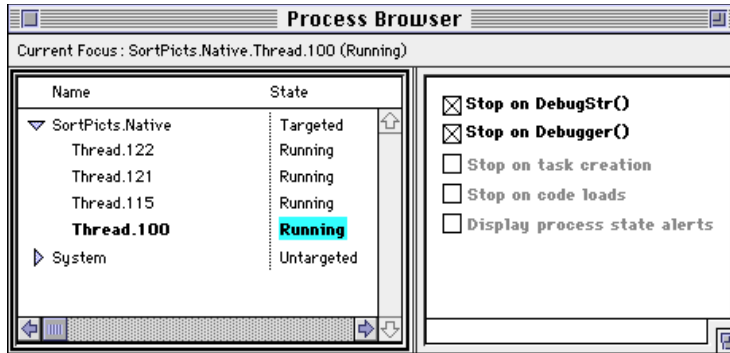 Process Browser
Current Focus: SortPicts.Native.Thread.100 (Running)
Name State
SortPicts.Native Targeted
Thread.122 Running
Thread.121 Running
Thread.115 Running
Thread.100 Running
System Untargeted
Stop on DebugStr()
Stop on Debugger()
Stop on task creation
Stop on code loads
Display process state alerts